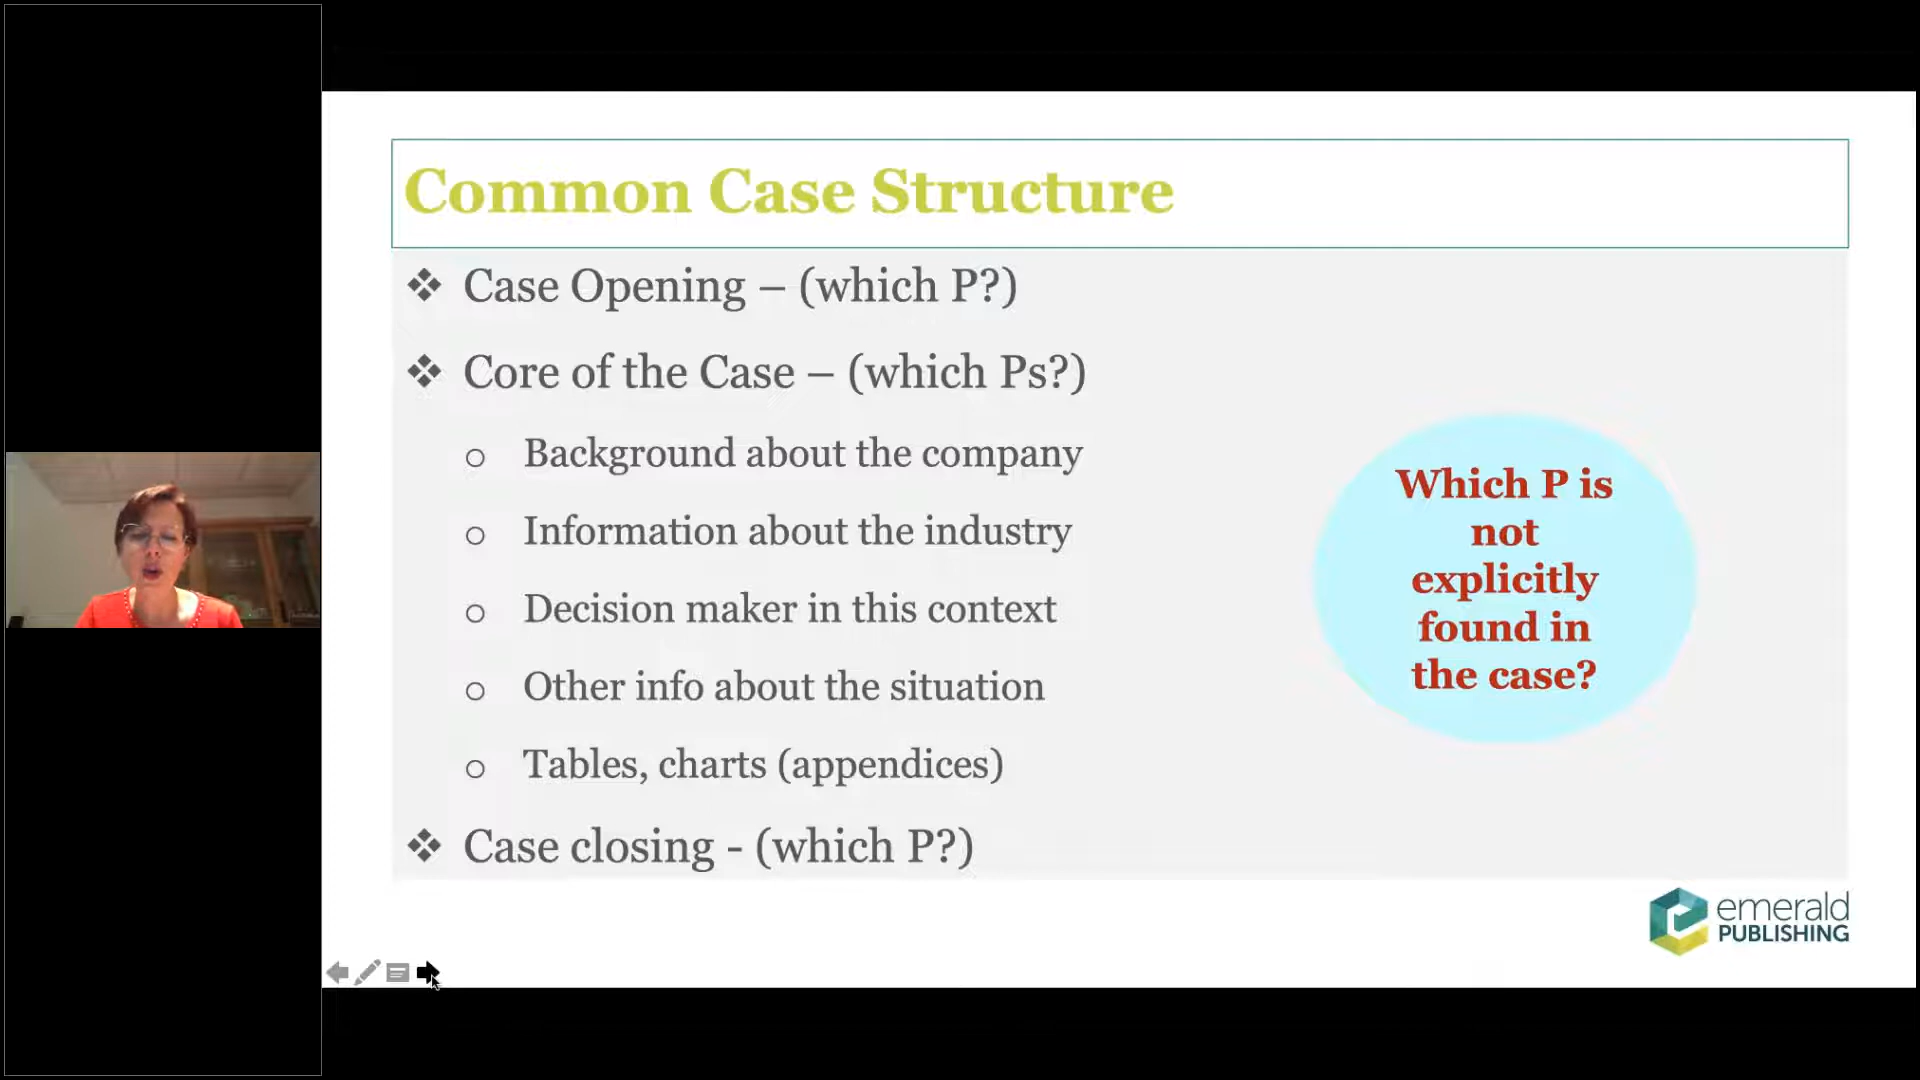 Common Case Structure
Case Opening – (which P?)
Core of the Case – (which Ps?)
Background about the company
Information about the industry
Decision maker in this context
Other info about the situation
Tables, charts (appendices)
Case closing - (which P?)
Which P is
not
explicitly
found in
the case?
emerald
PUBLISHING